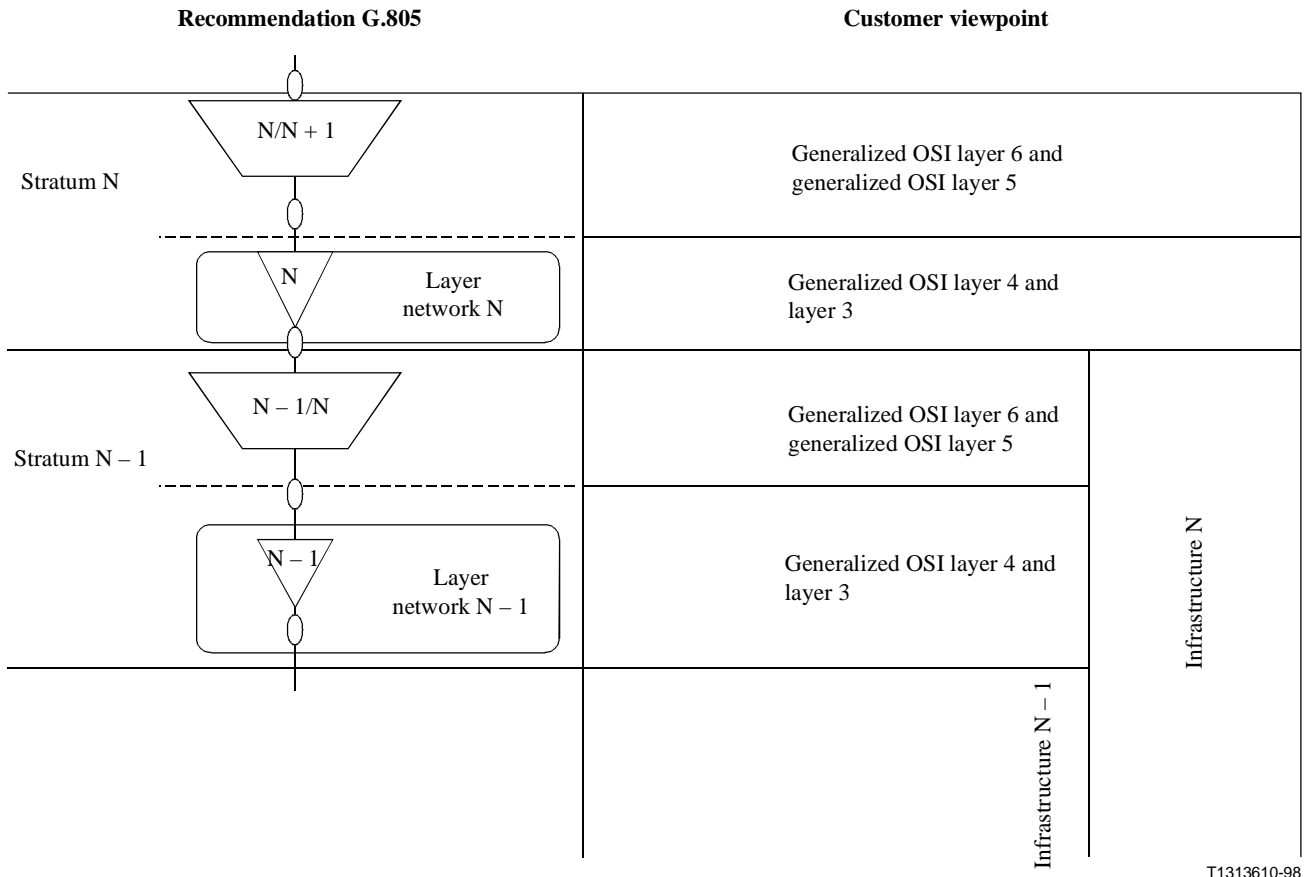 Recommendation G.805
Customer viewpoint
N/N + 1
Stratum N
Generalized OSI layer 6 and
generalized OSI layer 5
N
Layer
network N
Generalized OSI layer 4 and
layer 3
N – 1/N
Stratum N – 1
Generalized OSI layer 6 and
generalized OSI layer 5
N – 1
Layer
network N – 1
Generalized OSI layer 4 and
layer 3
Infrastructure N
Infrastructure N – 1
T1313610-98